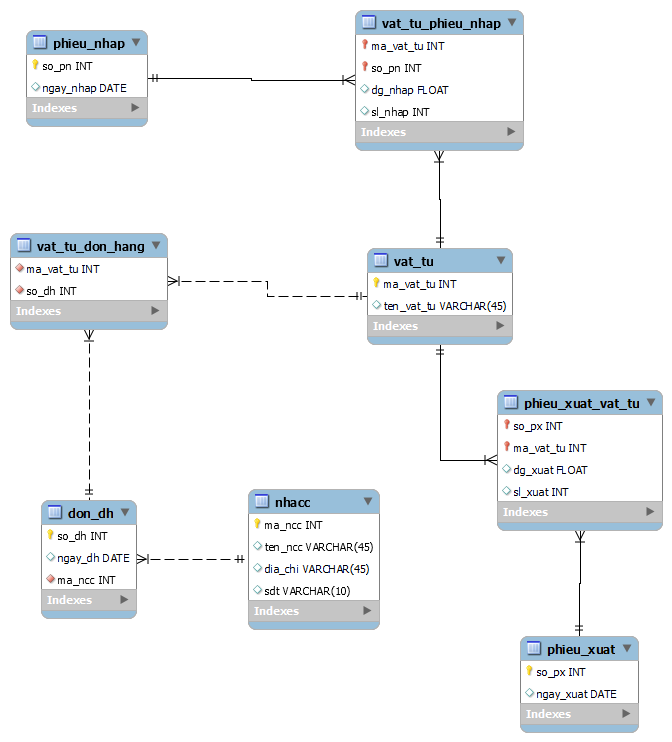 phieu_nhap
so_pn INT
ngay_nhap DATE
Indexes
vat_tu_phieu_nhap
ma_vat_tu INT
so_pn INT
dg_nhap FLOAT
sl_nhap INT
Indexes
vat_tu_don_hang
ma_vat_tu INT
so_dh INT
Indexes
vat_tu
ma_vat_tu INT
ten_vat_tu VARCHAR(45)
Indexes
phieu_xuat_vat_tu
so_px INT
ma_vat_tu INT
dg_xuat FLOAT
sl_xuat INT
Indexes
don_dh
so_dh INT
ngay_dh DATE
ma_ncc INT
Indexes
nhacc
ma_ncc INT
ten_ncc VARCHAR(45)
dia_chi VARCHAR(45)
sdt VARCHAR(10)
Indexes
phieu_xuat
so_px INT
ngay_xuat DATE
Indexes